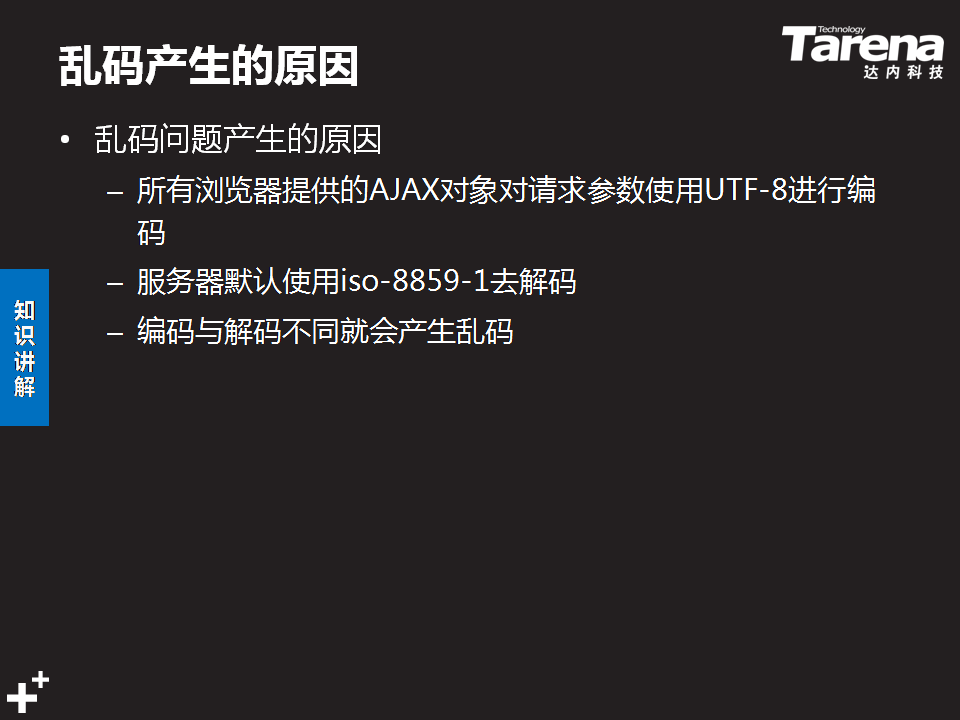 乱码产生的原因
Technology
Tarena
达内科技
• 乱码问题产生的原因
– 所有浏览器提供的AJAX对象对请求参数使用UTF-8进行编
码
– 服务器默认使用iso-8859-1去解码
– 编码与解码不同就会产生乱码
知识讲解